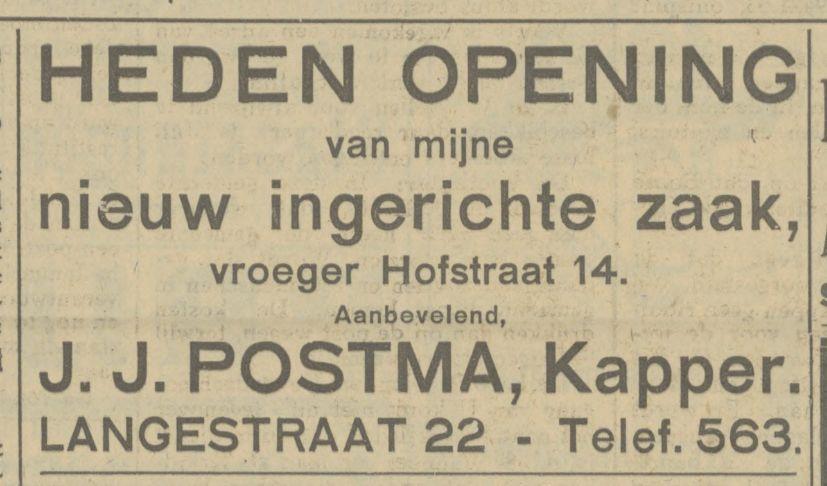 HEDEN OPENING
van mijne
nieuw ingerichte zaak,
vroeger Hofstraat 14.
Aanbevelend,
J. J. POSTMA, Kapper.
LANGESTRAAT 22 - Telef. 563.